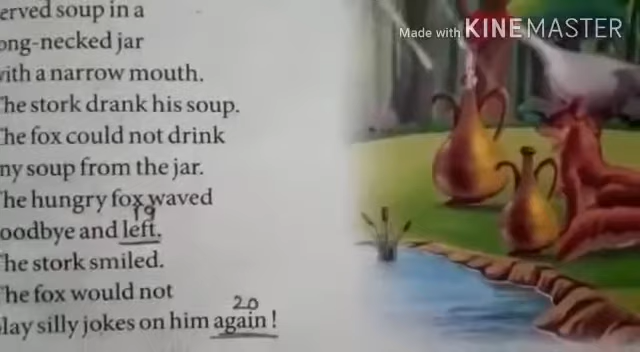 Made with KINEMASTER
erved soup in a
ong-necked jar
ith a narrow mouth.
he stork drank his soup.
he fox could not drink
ny soup from the jar.
he hungry fox waved
19
oodbye and left.
he stork smiled.
he fox would not
20
lay silly jokes on him again!